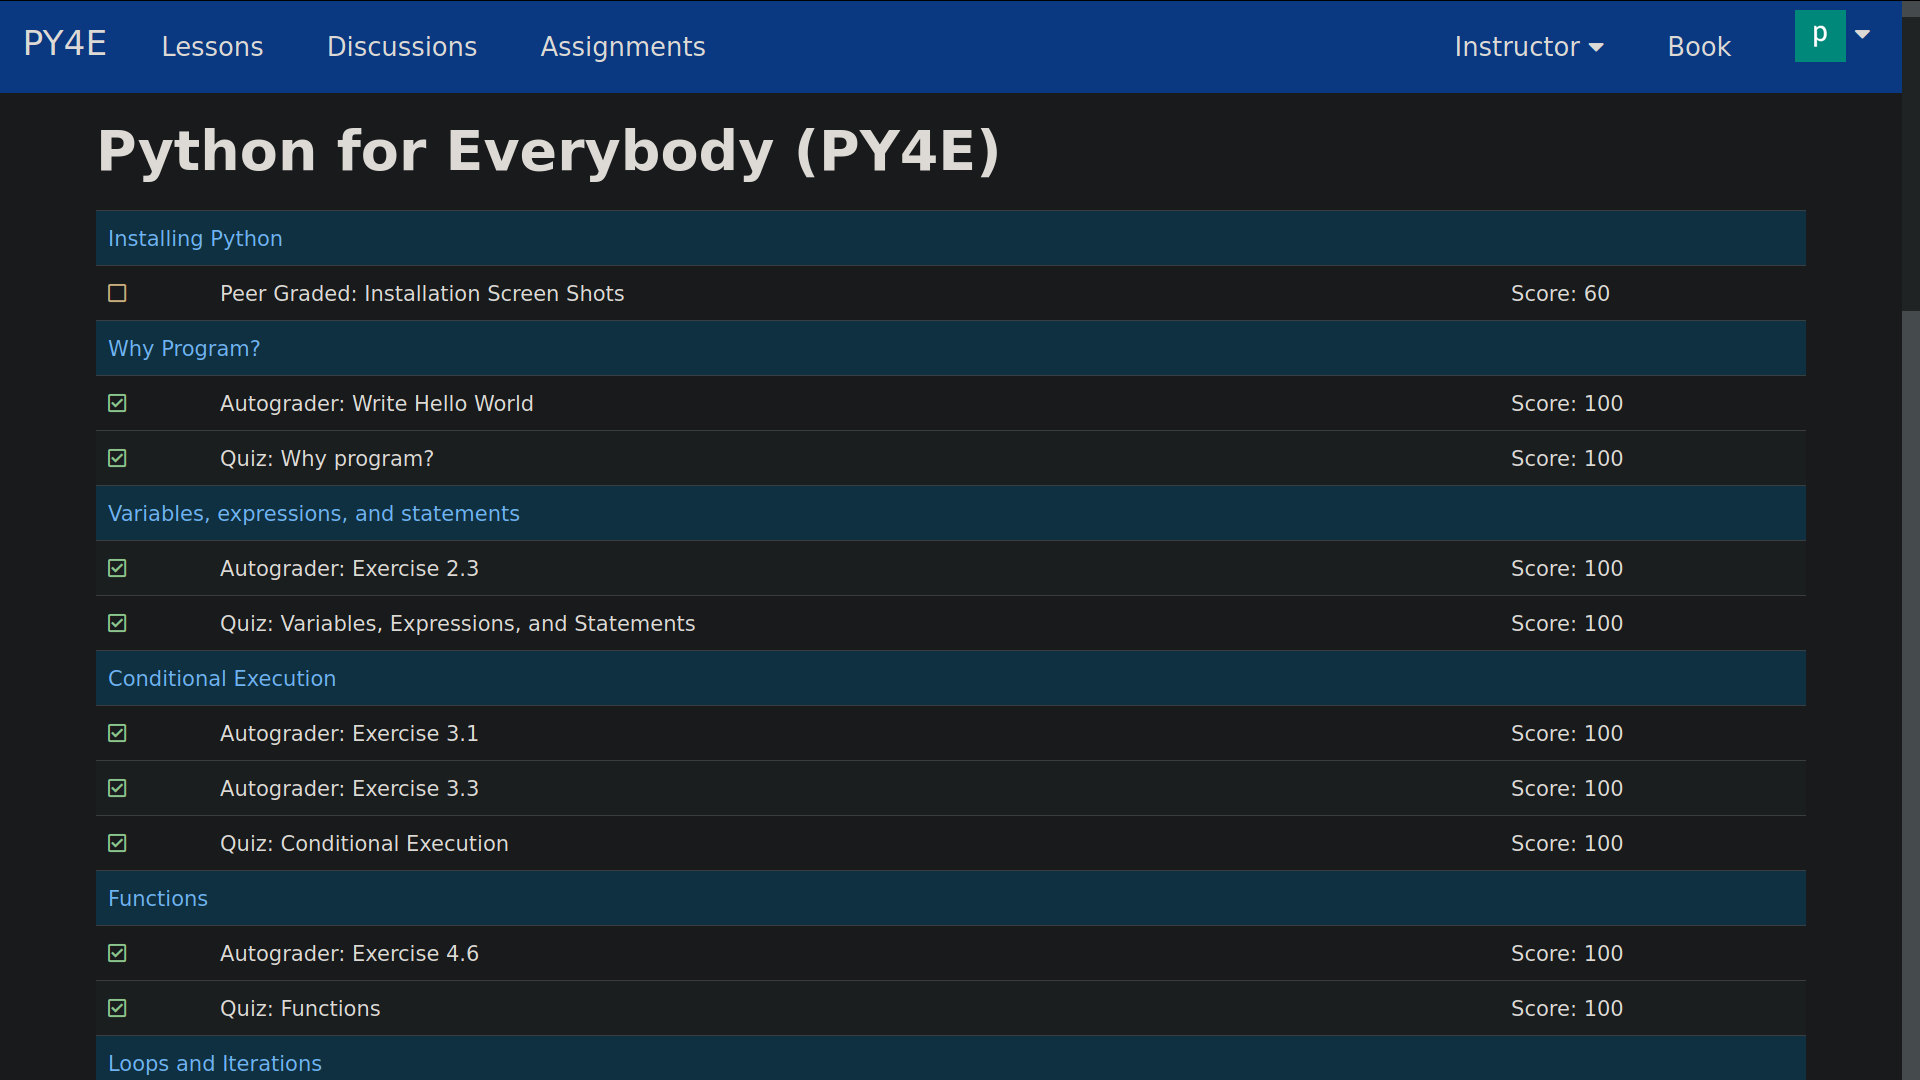 PY4E Lessons Discussions Assignments Instructor Book p
Python for Everybody (PY4E)
Installing Python
Peer Graded: Installation Screen Shots Score: 60
Why Program?
Autograder: Write Hello World Score: 100
Quiz: Why program? Score: 100
Variables, expressions, and statements
Autograder: Exercise 2.3 Score: 100
Quiz: Variables, Expressions, and Statements Score: 100
Conditional Execution
Autograder: Exercise 3.1 Score: 100
Autograder: Exercise 3.3 Score: 100
Quiz: Conditional Execution Score: 100
Functions
Autograder: Exercise 4.6 Score: 100
Quiz: Functions Score: 100
Loops and Iterations